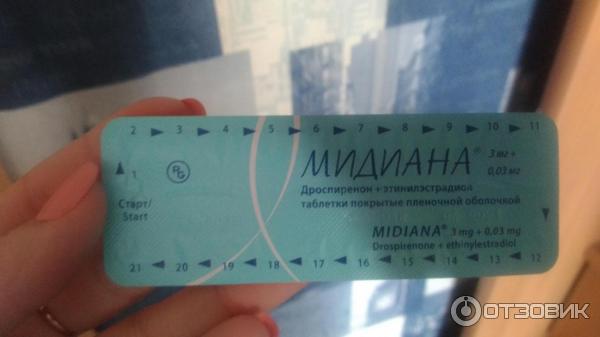 2 3 4 5 6 7 8 9 10 11
МИДИАНА® 3 мг + 0,03 мг
1
Дроспиренон + этинилэстрадиол
таблетки покрытые пленочной оболочкой
Старт/
Start
MIDIANA® 3 mg + 0,03 mg
Drospirenone + ethinylestradiol
21 20 19 18 17 16 15 14 13 12
ОТЗОВИК